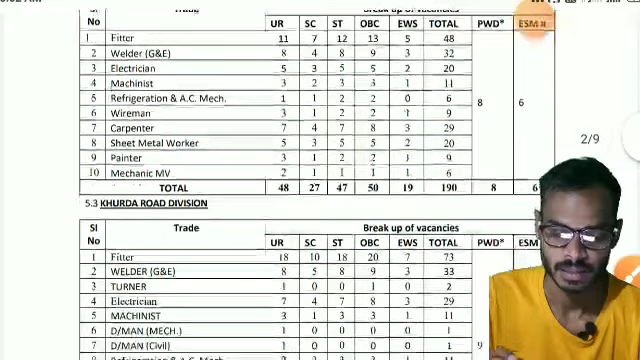 Sl
No
Trade
Break up of vacancies
UR SC ST OBC EWS TOTAL PWD* ESM #
1 Fitter 11 7 12 13 5 48
2 Welder (G&E) 8 4 8 9 3 32
3 Electrician 5 3 5 5 2 20
4 Machinist 3 2 3 3 1 11
5 Refrigeration & A.C. Mech. 1 1 2 2 0 6
8 6
6 Wireman 3 1 2 2 1 9
7 Carpenter 7 4 7 8 3 29
8 Sheet Metal Worker 5 3 5 5 2 20
9 Painter 3 1 2 2 1 9
10 Mechanic MV 2 1 1 1 1 6
TOTAL 48 27 47 50 19 190 8 6
2/9
5.3 KHURDA ROAD DIVISION
Sl
No
Trade
Break up of vacancies
UR SC ST OBC EWS TOTAL PWD* ESM
1 Fitter 18 10 18 20 7 73
2 WELDER (G&E) 8 5 8 9 3 33
3 TURNER 1 0 0 1 0 2
4 Electrician 7 4 7 8 3 29
5 MACHINIST 3 1 3 3 1 11
6 D/MAN (MECH.) 1 0 0 0 0 1
7 D/MAN (Civil) 1 0 0 0 0 1
9
8 Refrigeration & A.C. Mech